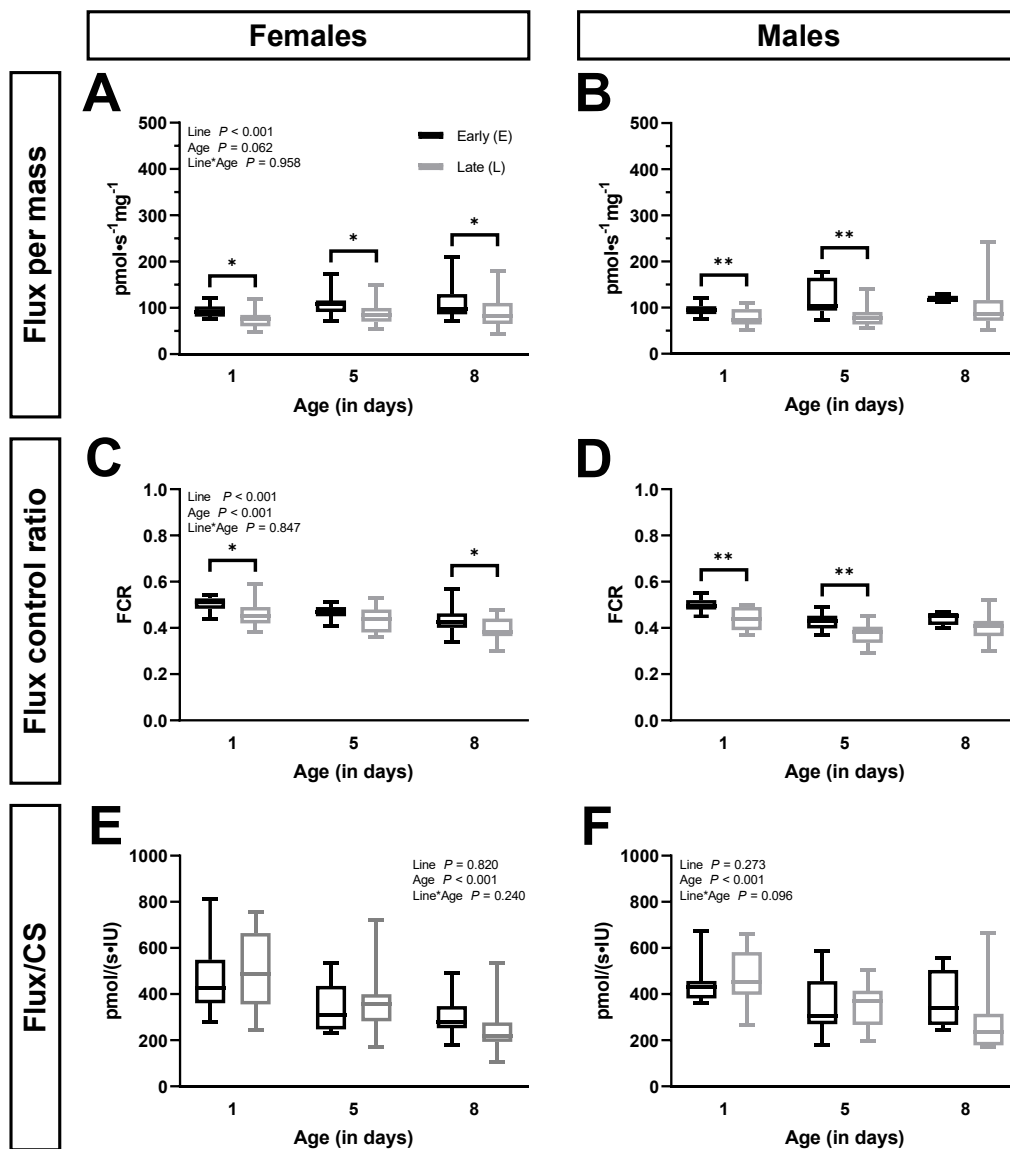 Females
Males
Flux per mass
A
500
400
300
200
100
0
pmol•s⁻¹mg⁻¹
Line P < 0.001
Age P = 0.062
Line*Age P = 0.958
Early (E)
Late (L)
*
*
*
1
5
8
Age (in days)
B
500
400
300
200
100
0
pmol•s⁻¹mg⁻¹
**
**
1
5
8
Age (in days)
Flux control ratio
C
1.0
0.8
0.6
0.4
0.2
0.0
FCR
Line P < 0.001
Age P < 0.001
Line*Age P = 0.847
*
*
1
5
8
Age (in days)
D
1.0
0.8
0.6
0.4
0.2
0.0
FCR
**
**
1
5
8
Age (in days)
Flux/CS
E
1000
800
600
400
200
0
pmol/(s•IU)
Line P = 0.820
Age P < 0.001
Line*Age P = 0.240
1
5
8
Age (in days)
F
1000
800
600
400
200
0
pmol/(s•IU)
Line P = 0.273
Age P < 0.001
Line*Age P = 0.096
1
5
8
Age (in days)